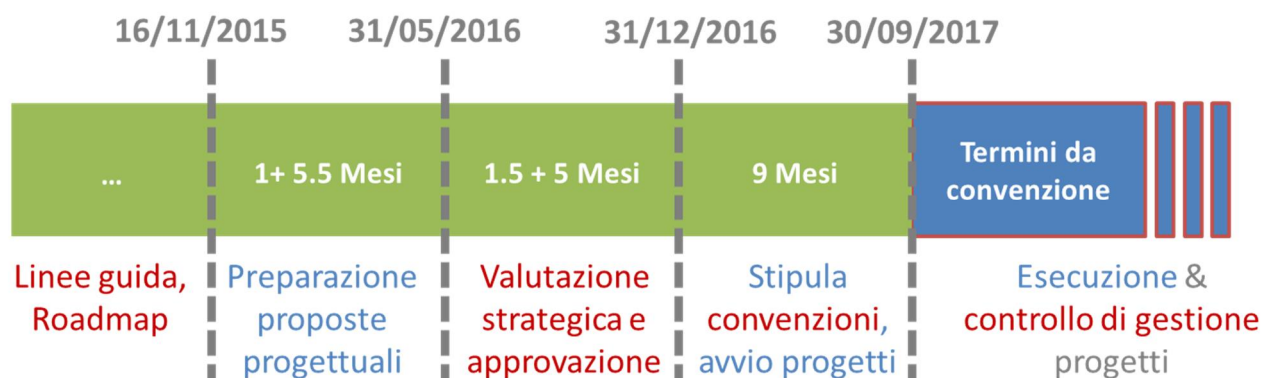 16/11/2015 31/05/2016 31/12/2016 30/09/2017
...
1+ 5.5 Mesi
1.5 + 5 Mesi
9 Mesi
Termini da
convenzione
Linee guida,
Roadmap
Preparazione
proposte
progettuali
Valutazione
strategica e
approvazione
Stipula
convenzioni,
avvio progetti
Esecuzione &
controllo di gestione
progetti